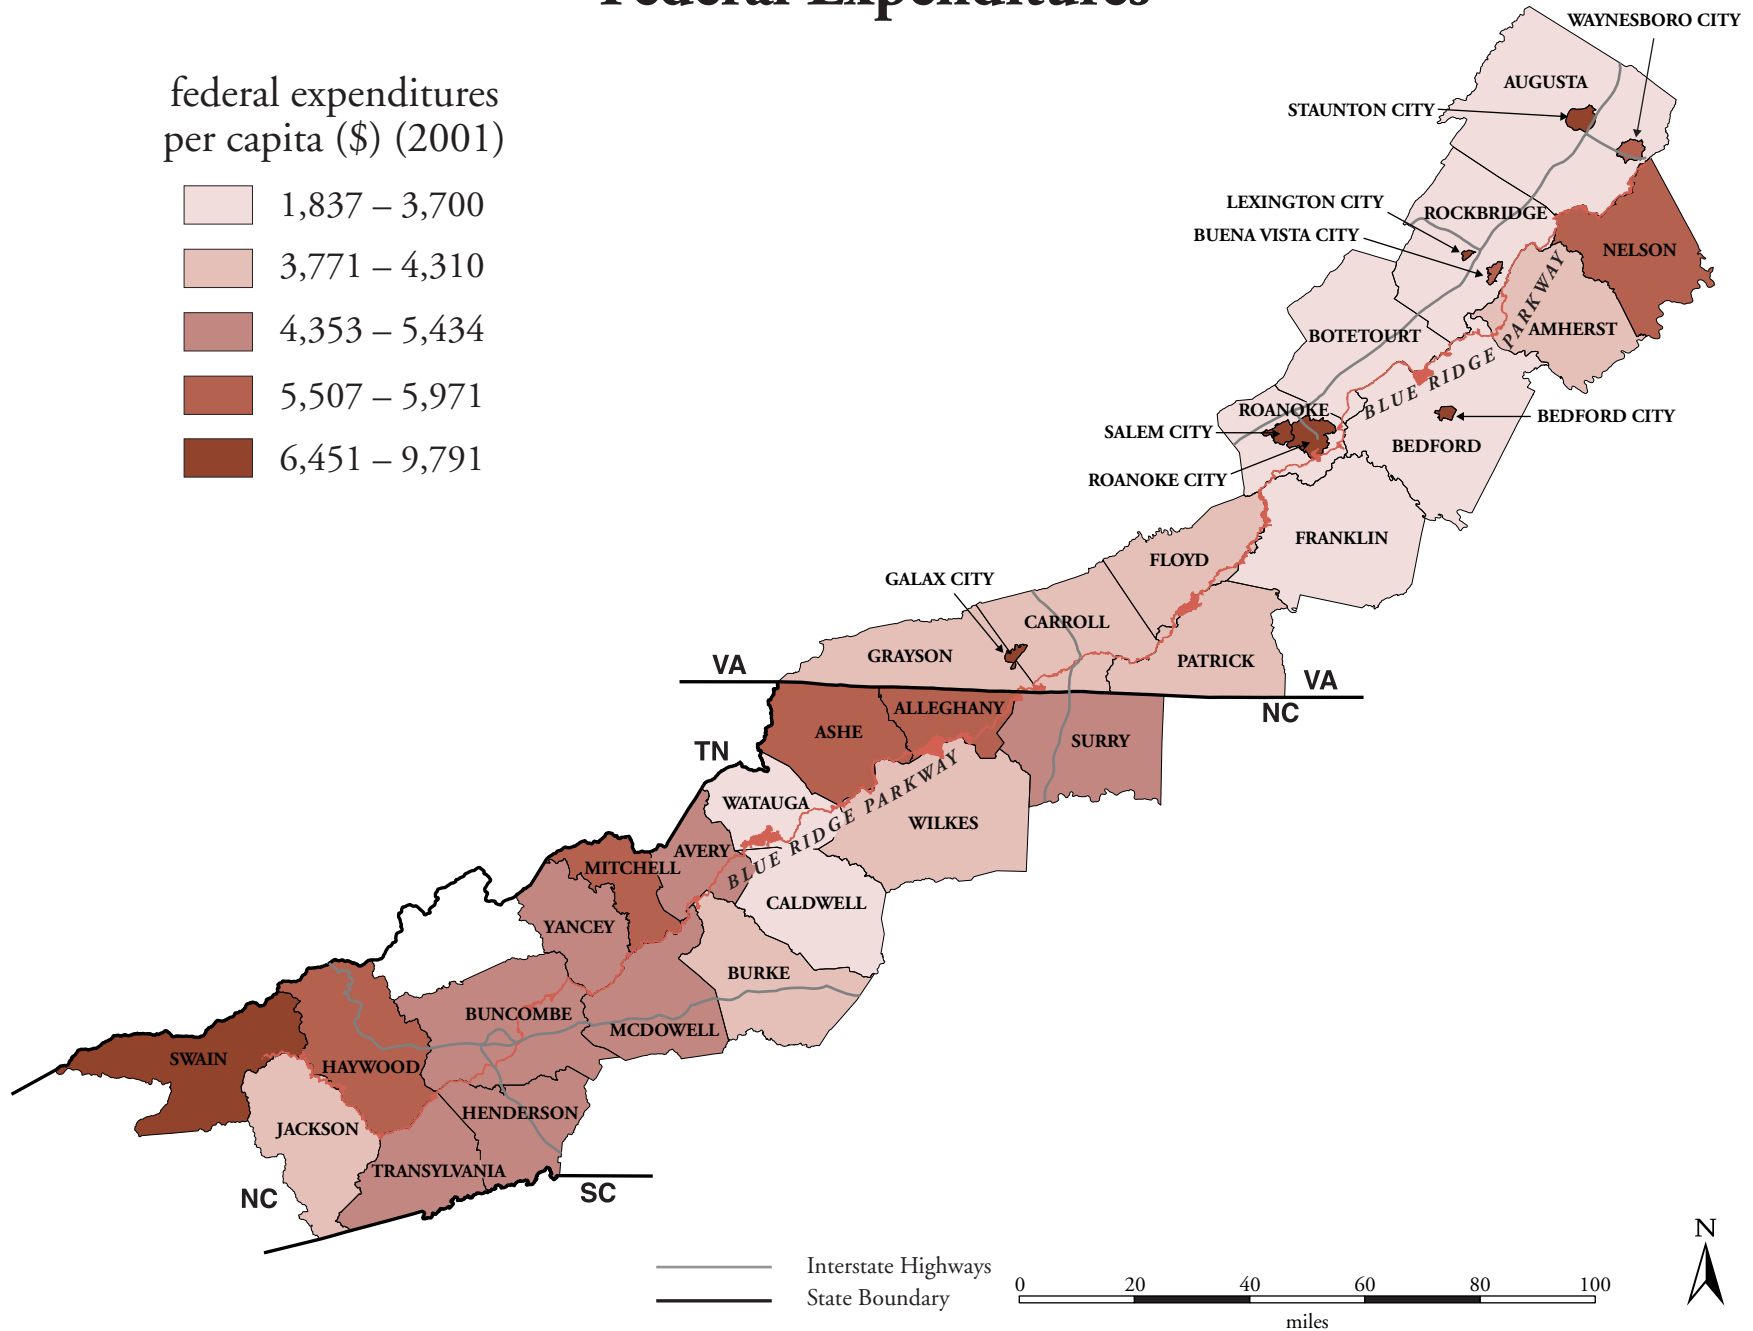 Federal Expenditures
federal expenditures
per capita ($) (2001)
1,837 – 3,700
3,771 – 4,310
4,353 – 5,434
5,507 – 5,971
6,451 – 9,791
WAYNESBORO CITY
AUGUSTA
STAUNTON CITY
LEXINGTON CITY
ROCKBRIDGE
BUENA VISTA CITY
NELSON
BOTETOURT
AMHERST
BLUE RIDGE PARKWAY
ROANOKE
SALEM CITY
BEDFORD CITY
BEDFORD
ROANOKE CITY
FRANKLIN
FLOYD
GALAX CITY
CARROLL
GRAYSON
PATRICK
VA
VA
NC
ALLEGHANY
ASHE
SURRY
TN
WATAUGA
WILKES
BLUE RIDGE PARKWAY
AVERY
MITCHELL
CALDWELL
YANCEY
BURKE
BUNCOMBE
MCDOWELL
SWAIN
HAYWOOD
HENDERSON
JACKSON
TRANSYLVANIA
NC
SC
N
Interstate Highways
State Boundary
0 20 40 60 80 100
miles